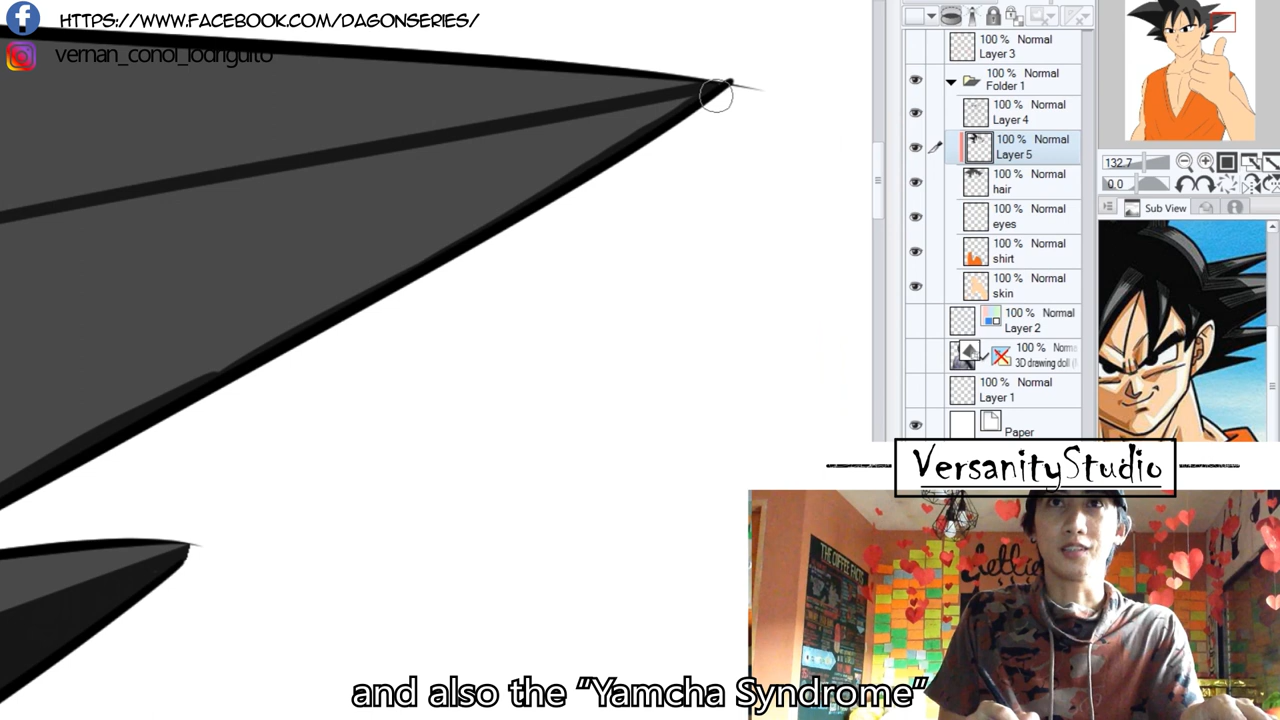 HTTPS://WWW.FACEBOOK.COM/DAGONSERIES/
vernan_conol_lodriguito
100 % Normal
Layer 3
100 % Normal
Folder 1
100 % Normal
Layer 4
100 % Normal
Layer 5
100 % Normal
hair
100 % Normal
eyes
100 % Normal
shirt
100 % Normal
skin
100 % Normal
Layer 2
100 %
3D drawing doll
100 % Normal
Layer 1
Paper
132.7
0.0
Sub View
VersanityStudio
THE COFFEE FACTS
and also the “Yamcha Syndrome”